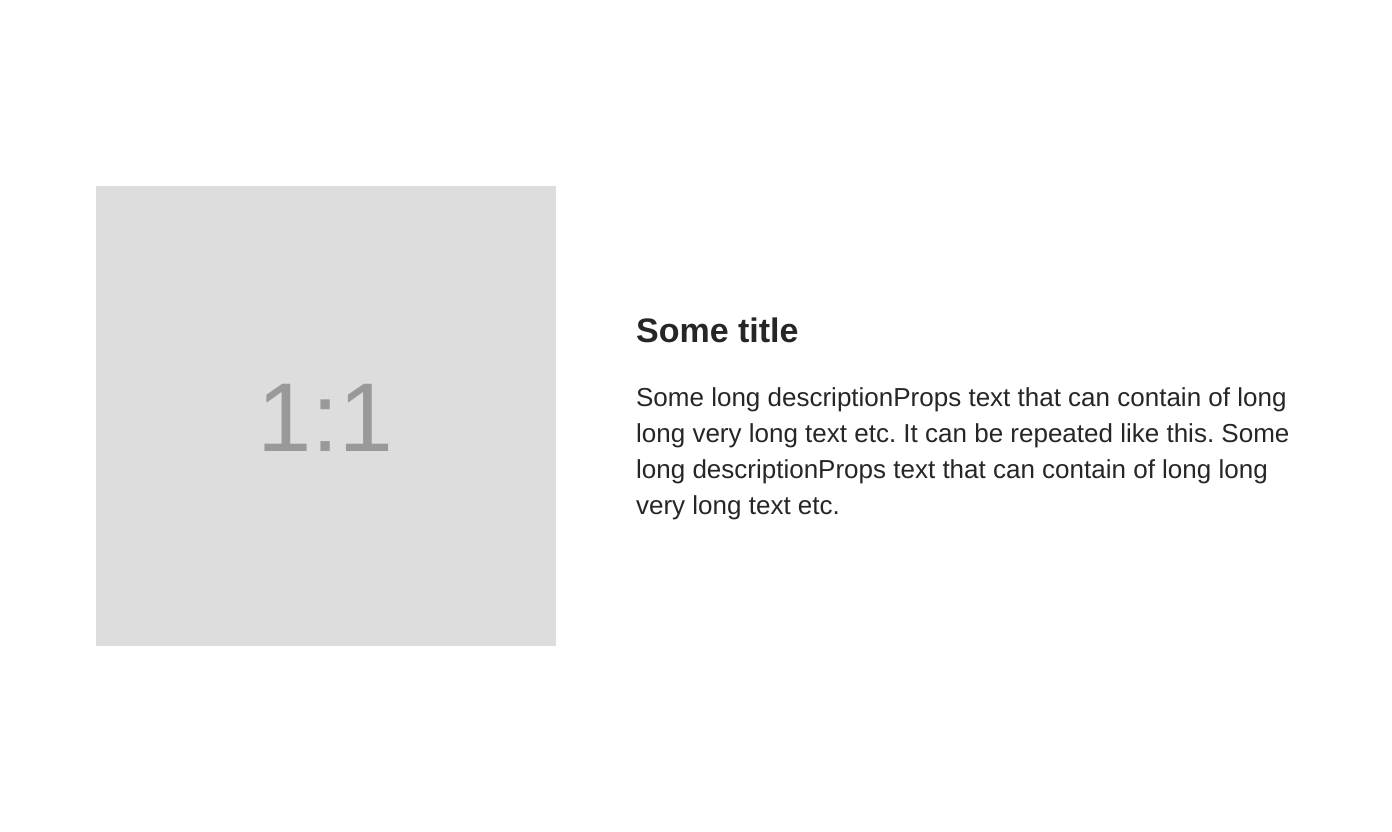 1:1
Some title
Some long descriptionProps text that can contain of long
long very long text etc. It can be repeated like this. Some
long descriptionProps text that can contain of long long
very long text etc.